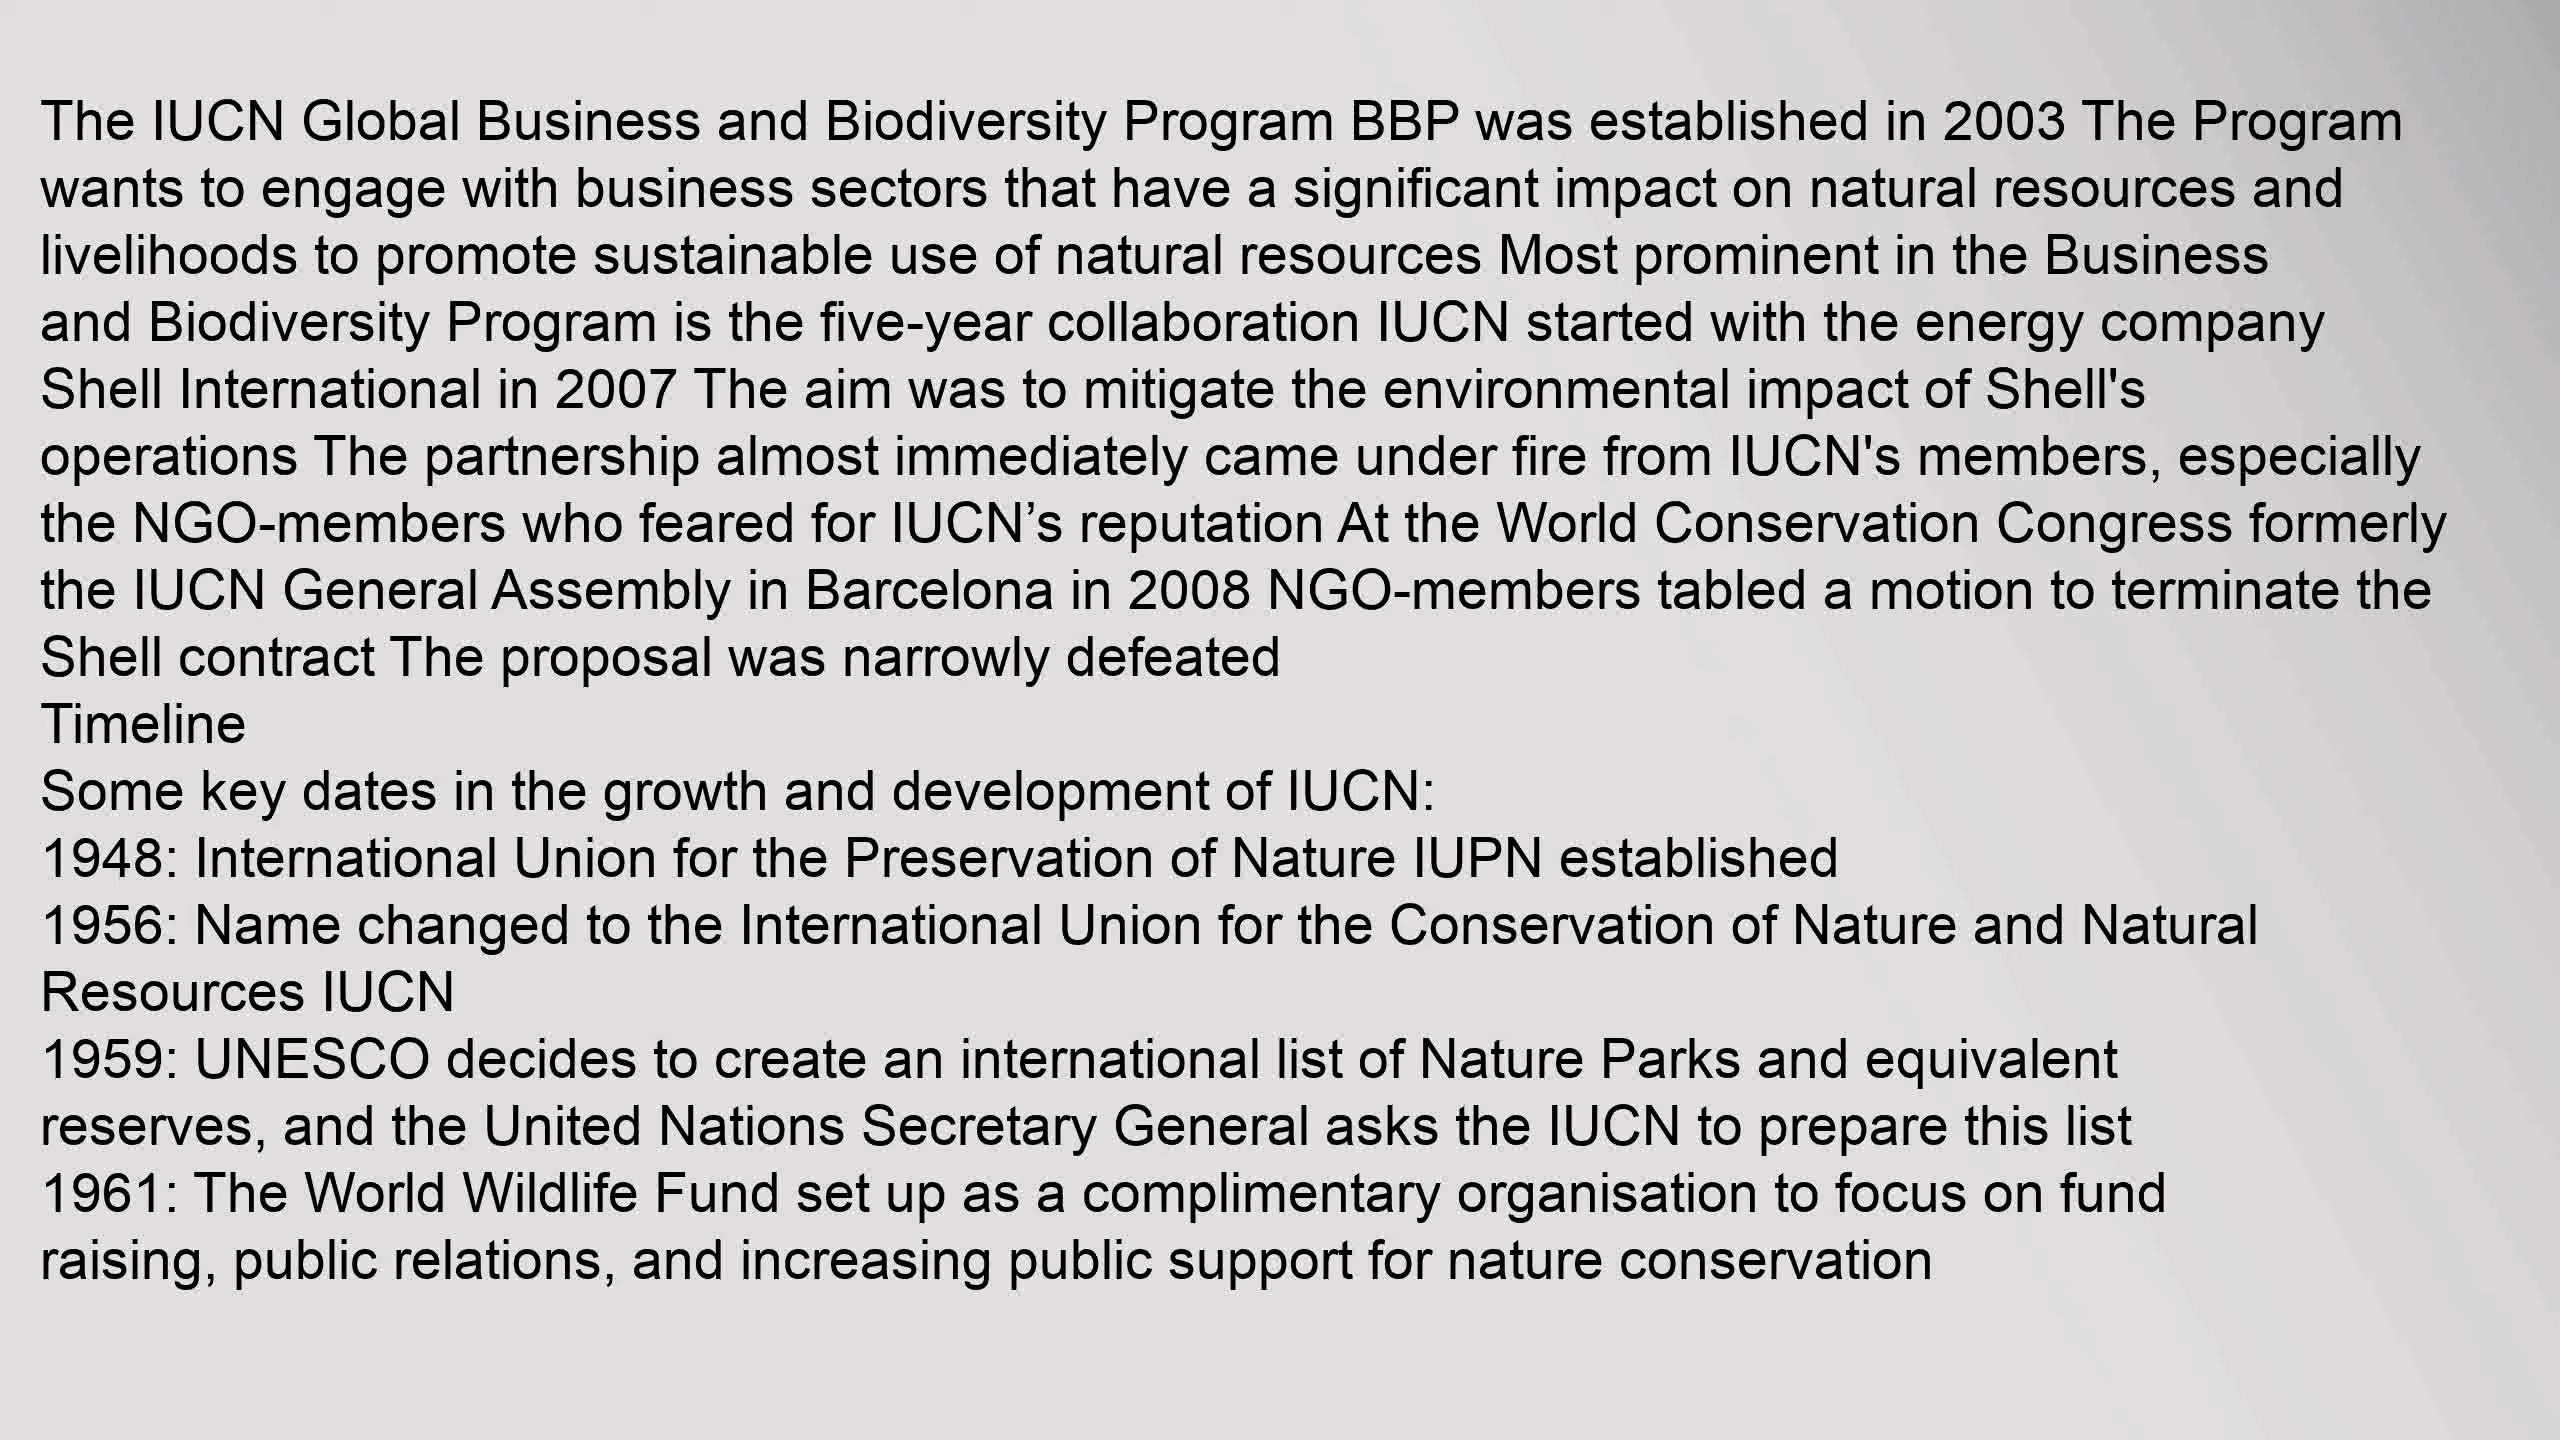 The IUCN Global Business and Biodiversity Program BBP was established in 2003 The Program
wants to engage with business sectors that have a significant impact on natural resources and
livelihoods to promote sustainable use of natural resources Most prominent in the Business
and Biodiversity Program is the five-year collaboration IUCN started with the energy company
Shell International in 2007 The aim was to mitigate the environmental impact of Shell's
operations The partnership almost immediately came under fire from IUCN's members, especially
the NGO-members who feared for IUCN’s reputation At the World Conservation Congress formerly
the IUCN General Assembly in Barcelona in 2008 NGO-members tabled a motion to terminate the
Shell contract The proposal was narrowly defeated
Timeline
Some key dates in the growth and development of IUCN:
1948: International Union for the Preservation of Nature IUPN established
1956: Name changed to the International Union for the Conservation of Nature and Natural
Resources IUCN
1959: UNESCO decides to create an international list of Nature Parks and equivalent
reserves, and the United Nations Secretary General asks the IUCN to prepare this list
1961: The World Wildlife Fund set up as a complimentary organisation to focus on fund
raising, public relations, and increasing public support for nature conservation